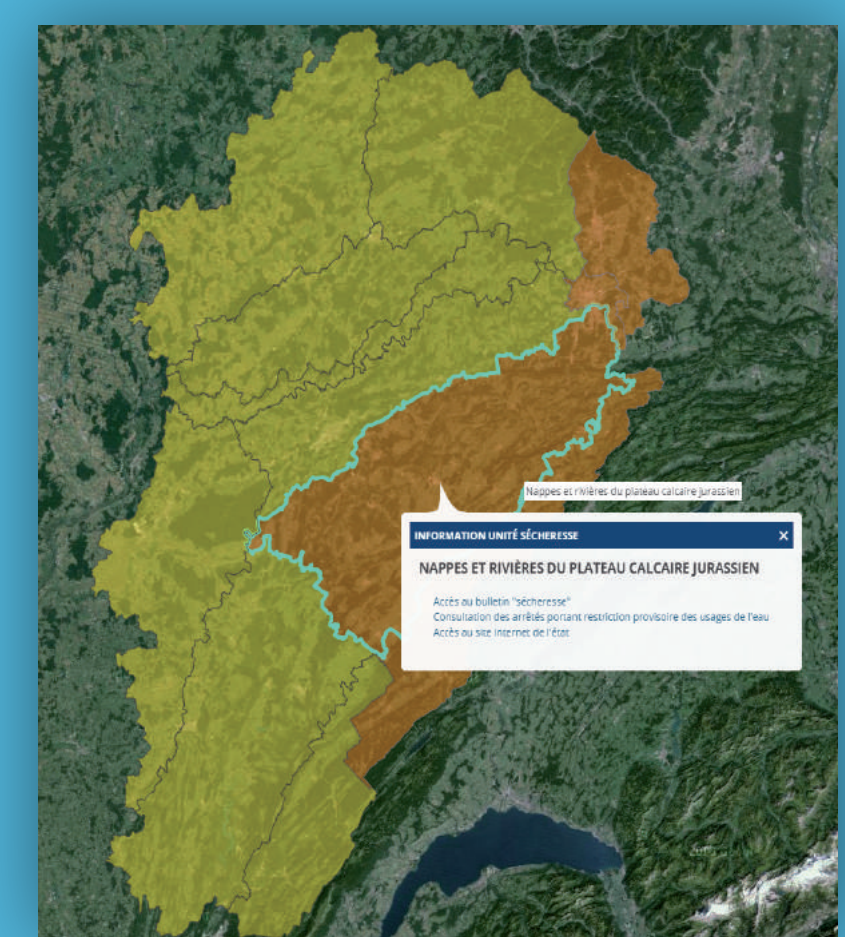 Nappes et rivières du plateau calcaire jurassien
INFORMATION UNITÉ SÉCHERESSE X
NAPPES ET RIVIÈRES DU PLATEAU CALCAIRE JURASSIEN
Accès au bulletin "sécheresse"
Consultation des arrêtés portant restriction provisoire des usages de l'eau
Accès au site internet de l'état